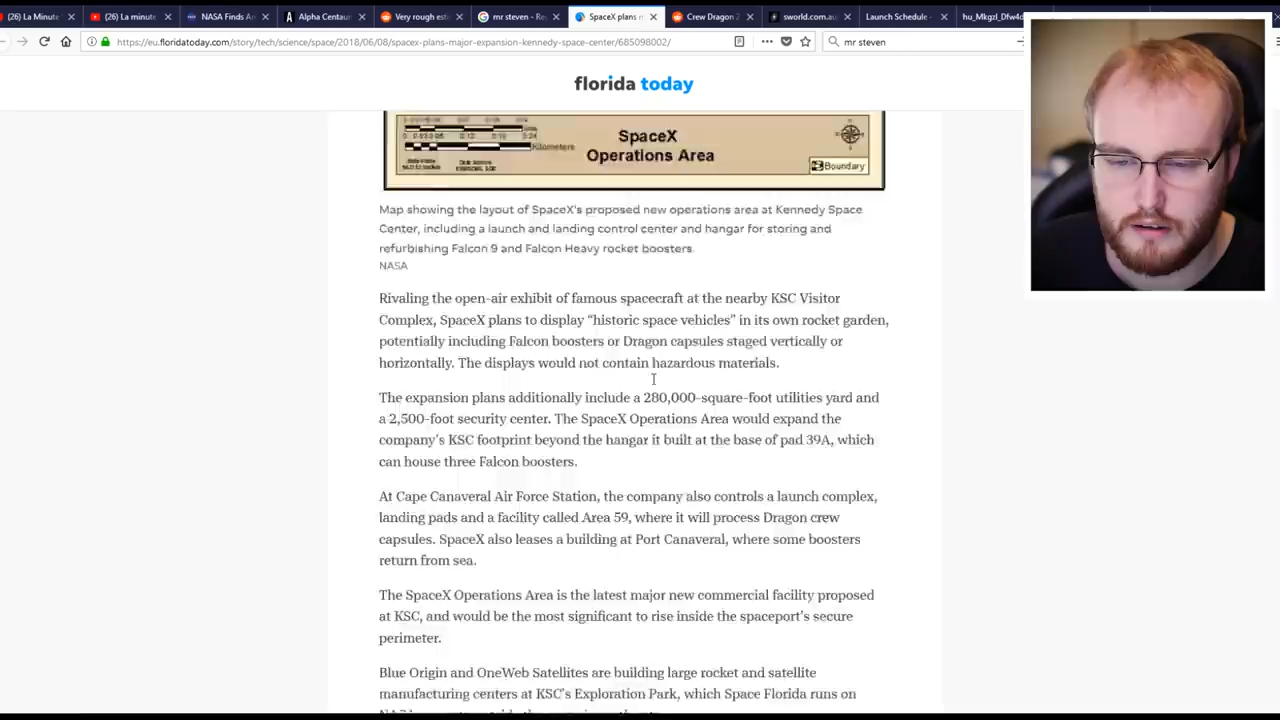 (26) La Minute
(26) La minute
NASA Finds An
Alpha Centau
Very rough esti
mr steven - Re
SpaceX plans m
Crew Dragon 2
sworld.com.au
Launch Schedule -
hu_Mkgzl_Dfw4c
https://eu.floridatoday.com/story/tech/science/space/2018/06/08/spacex-plans-major-expansion-kennedy-space-center/685098002/
mr steven
florida today
Kilometers
SpaceX
Operations Area
Boundary
Map showing the layout of SpaceX's proposed new operations area at Kennedy Space
Center, including a launch and landing control center and hangar for storing and
refurbishing Falcon 9 and Falcon Heavy rocket boosters.
NASA
Rivaling the open-air exhibit of famous spacecraft at the nearby KSC Visitor
Complex, SpaceX plans to display “historic space vehicles” in its own rocket garden,
potentially including Falcon boosters or Dragon capsules staged vertically or
horizontally. The displays would not contain hazardous materials.
The expansion plans additionally include a 280,000-square-foot utilities yard and
a 2,500-foot security center. The SpaceX Operations Area would expand the
company’s KSC footprint beyond the hangar it built at the base of pad 39A, which
can house three Falcon boosters.
At Cape Canaveral Air Force Station, the company also controls a launch complex,
landing pads and a facility called Area 59, where it will process Dragon crew
capsules. SpaceX also leases a building at Port Canaveral, where some boosters
return from sea.
The SpaceX Operations Area is the latest major new commercial facility proposed
at KSC, and would be the most significant to rise inside the spaceport’s secure
perimeter.
Blue Origin and OneWeb Satellites are building large rocket and satellite
manufacturing centers at KSC’s Exploration Park, which Space Florida runs on